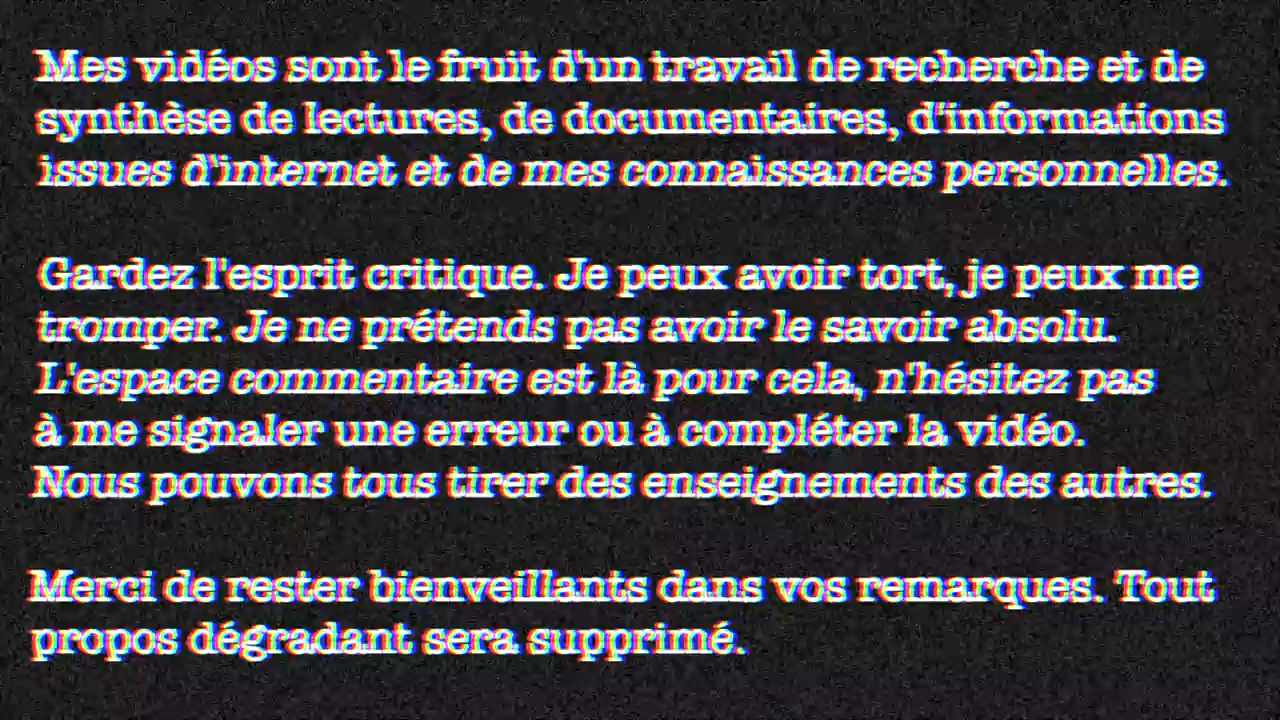 Mes vidéos sont le fruit d'un travail de recherche et de
synthèse de lectures, de documentaires, d'informations
issues d'internet et de mes connaissances personnelles.
Gardez l'esprit critique. Je peux avoir tort, je peux me
tromper. Je ne prétends pas avoir le savoir absolu.
L'espace commentaire est là pour cela, n'hésitez pas
à me signaler une erreur ou à compléter la vidéo.
Nous pouvons tous tirer des enseignements des autres.
Merci de rester bienveillants dans vos remarques. Tout
propos dégradant sera supprimé.